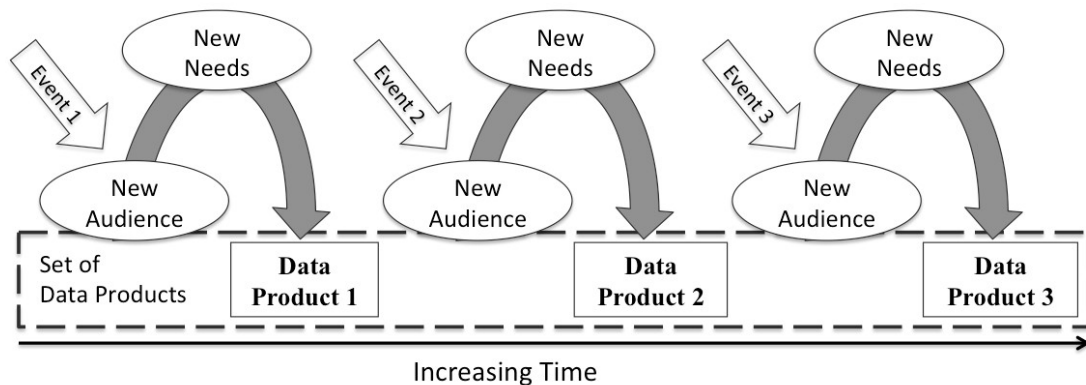 New
Needs
Event 1
New
Audience
New
Needs
Event 2
New
Audience
New
Needs
Event 3
New
Audience
Set of
Data Products
Data
Product 1
Data
Product 2
Data
Product 3
Increasing Time